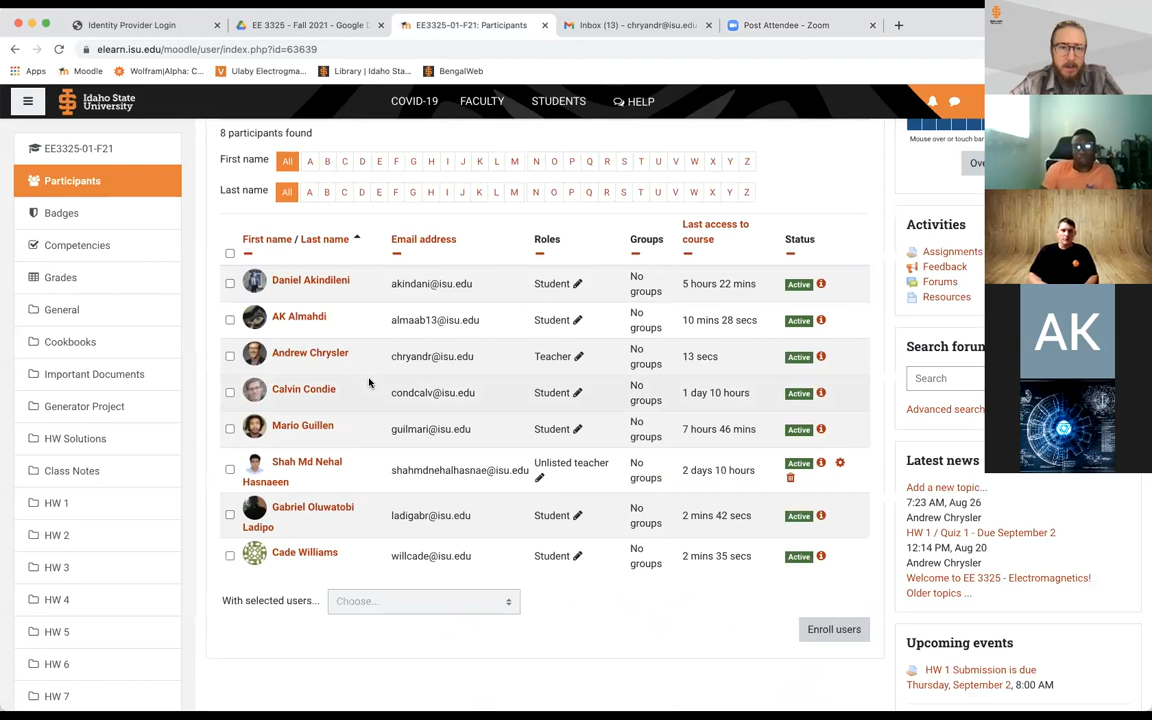 Identity Provider Login
EE 3325 - Fall 2021 - Google D
EE3325-01-F21: Participants
Inbox (13) - chryandr@isu.edu
Post Attendee - Zoom
elearn.isu.edu/moodle/user/index.php?id=63639
Apps
Moodle
Wolfram|Alpha: C...
Ulaby Electrogma...
Library | Idaho Sta...
BengalWeb
Idaho State
University
COVID-19
FACULTY
STUDENTS
HELP
EE3325-01-F21
Participants
Badges
Competencies
Grades
General
Cookbooks
Important Documents
Generator Project
HW Solutions
Class Notes
HW 1
HW 2
HW 3
HW 4
HW 5
HW 6
HW 7
8 participants found
First name All A B C D E F G H I J K L M N O P Q R S T U V W X Y Z
Last name All A B C D E F G H I J K L M N O P Q R S T U V W X Y Z
First name / Last name Email address Roles Groups Last access to course Status
Daniel Akindileni akindani@isu.edu Student No groups 5 hours 22 mins Active
AK Almahdi almaab13@isu.edu Student No groups 10 mins 28 secs Active
Andrew Chrysler chryandr@isu.edu Teacher No groups 13 secs Active
Calvin Condie condcalv@isu.edu Student No groups 1 day 10 hours Active
Mario Guillen guilmari@isu.edu Student No groups 7 hours 46 mins Active
Shah Md Nehal Hasnaeen shahmdnehalhasnae@isu.edu Unlisted teacher No groups 2 days 10 hours Active
Gabriel Oluwatobi Ladipo ladigabr@isu.edu Student No groups 2 mins 42 secs Active
Cade Williams willcade@isu.edu Student No groups 2 mins 35 secs Active
With selected users... Choose...
Enroll users
Mouse over or touch bar
Ove
Activities
Assignments
Feedback
Forums
Resources
Search forum
Search
Advanced search
Latest news
Add a new topic...
7:23 AM, Aug 26
Andrew Chrysler
HW 1 / Quiz 1 - Due September 2
12:14 PM, Aug 20
Andrew Chrysler
Welcome to EE 3325 - Electromagnetics!
Older topics ...
Upcoming events
HW 1 Submission is due
Thursday, September 2, 8:00 AM
AK